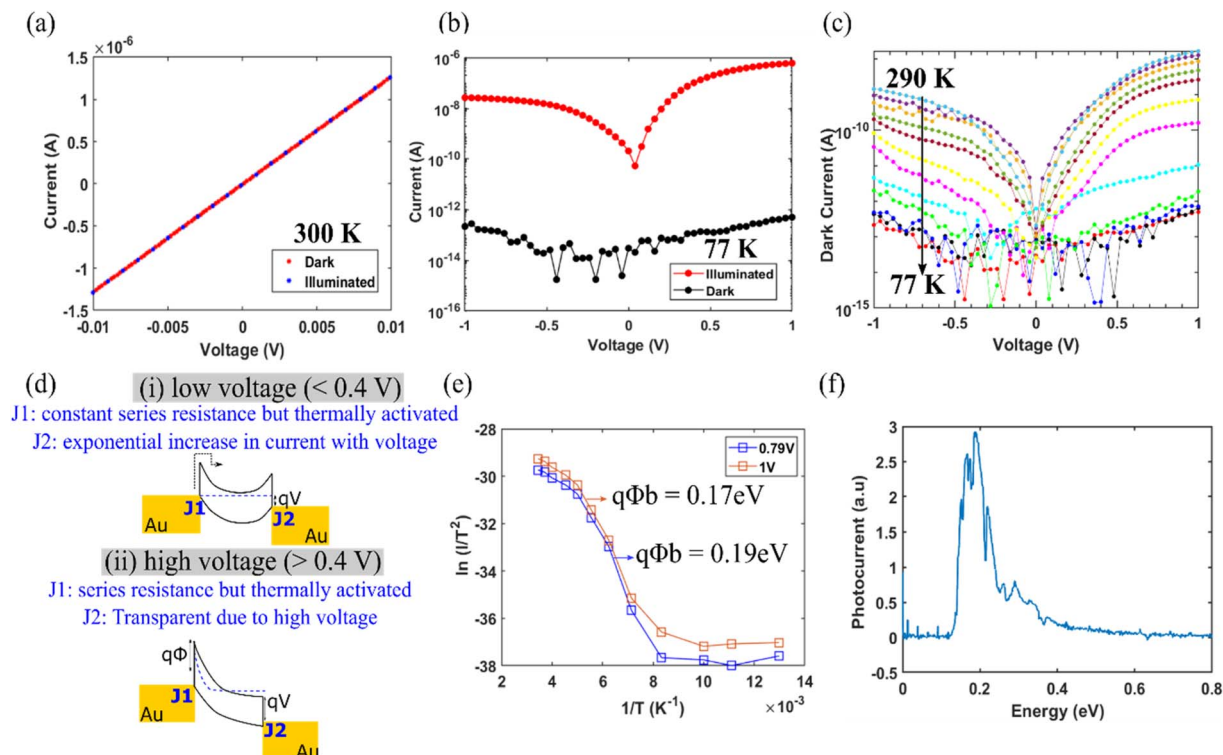 (a)
×10⁻⁶
1.5
1
0.5
0
-0.5
-1
-1.5
Current (A)
300 K
Dark
Illuminated
-0.01 -0.005 0 0.005 0.01
Voltage (V)
(b)
10⁻⁶
10⁻⁸
10⁻¹⁰
10⁻¹²
10⁻¹⁴
10⁻¹⁶
Current (A)
77 K
Illuminated
Dark
-1 -0.5 0 0.5 1
Voltage (V)
(c)
290 K
10⁻¹⁰
Dark Current (A)
77 K
10⁻¹⁵
-1 -0.5 0 0.5 1
Voltage (V)
(d)
(i) low voltage (< 0.4 V)
J1: constant series resistance but thermally activated
J2: exponential increase in current with voltage
J1
qV
Au
J2
Au
(ii) high voltage (> 0.4 V)
J1: series resistance but thermally activated
J2: Transparent due to high voltage
qΦ
J1
qV
Au
J2
Au
(e)
-28
-30
-32
-34
-36
-38
ln (I/T²)
0.79V
1V
qΦb = 0.17eV
qΦb = 0.19eV
2 4 6 8 10 12 14
1/T (K⁻¹)
×10⁻³
(f)
3
2.5
2
1.5
1
0.5
0
-0.5
Photocurrent (a.u)
0 0.2 0.4 0.6 0.8
Energy (eV)